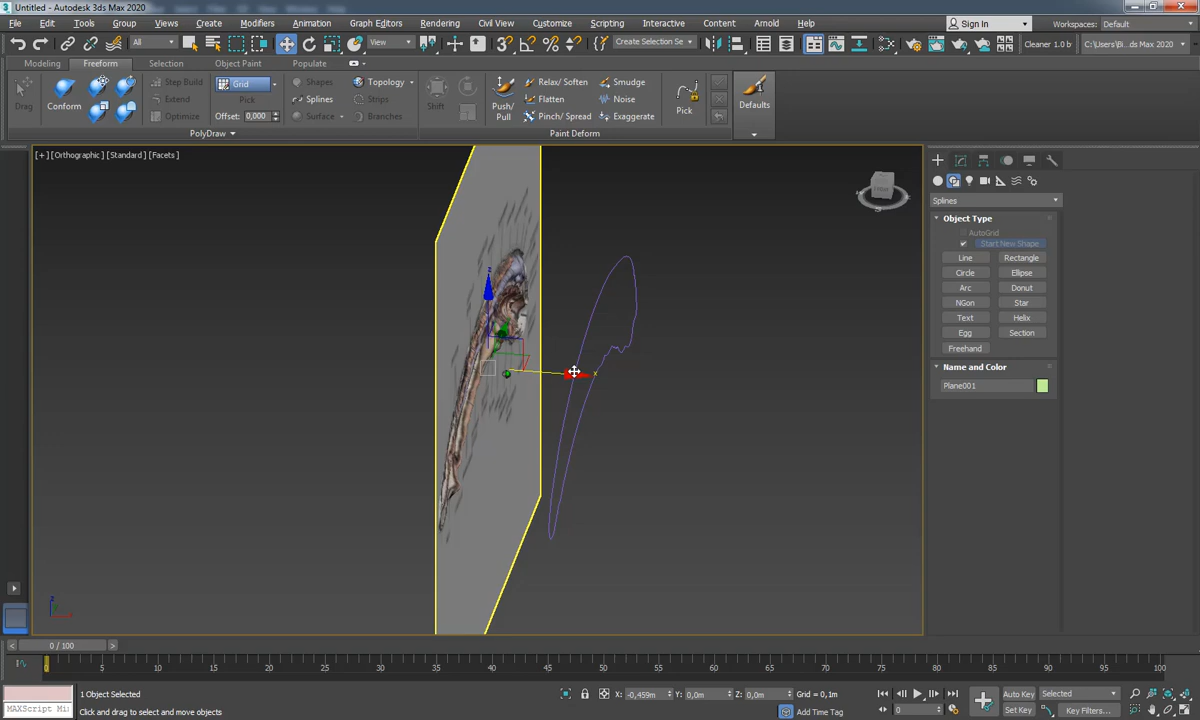 Untitled - Autodesk 3ds Max 2020
File Edit Tools Group Views Create Modifiers Animation Graph Editors Rendering Civil View Customize Scripting Interactive Content Arnold Help Sign In Workspaces: Default
All View Create Selection Se Cleaner 1.0 b C:\Users\Bi...ds Max 2020
Modeling Freeform Selection Object Paint Populate
Drag Conform Step Build Extend Optimize Grid Pick Offset: 0,000 Shapes Splines Surface Topology Strips Branches Shift Push/ Pull Relax/ Soften Flatten Pinch/ Spread Smudge Noise Exaggerate Pick Defaults
PolyDraw Paint Deform
[+] [Orthographic] [Standard] [Facets]
Splines
Object Type
AutoGrid
Start New Shape
Line Rectangle
Circle Ellipse
Arc Donut
NGon Star
Text Helix
Egg Section
Freehand
Name and Color
Plane001
z
x
z
0 / 100
0 5 10 15 20 25 30 35 40 45 50 55 60 65 70 75 80 85 90 95 100
1 Object Selected X: -0,459m Y: 0,0m Z: 0,0m Grid = 0,1m Auto Key Selected
MAXScript Mi Click and drag to select and move objects Add Time Tag 0 Set Key Key Filters...